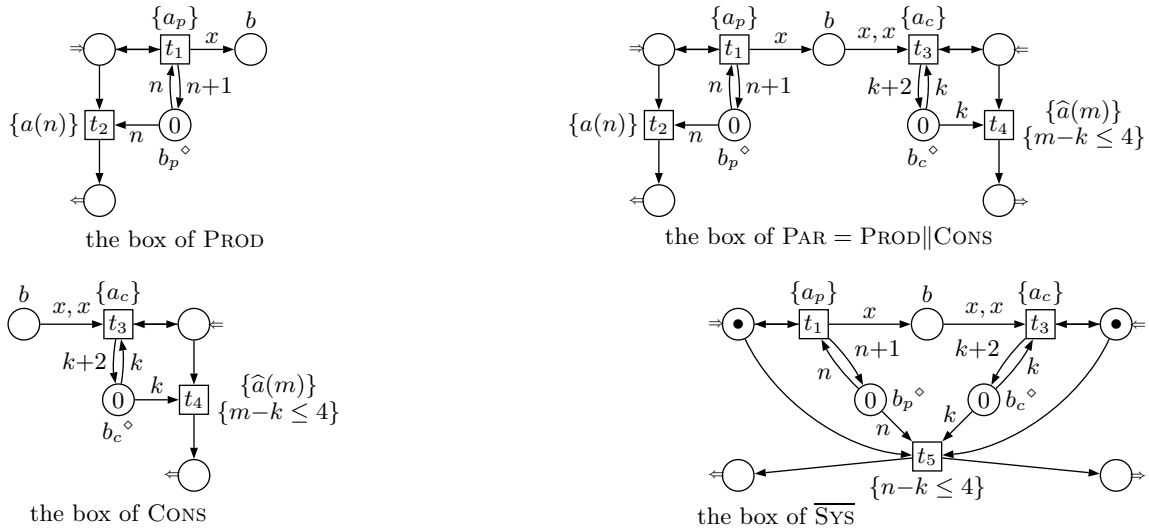 {a_p}
b
⇒
t_1
x
n
n+1
{a(n)}
t_2
n
0
b_p^⋄
⇐
the box of PROD
{a_p}
b
{a_c}
⇒
t_1
x
x, x
t_3
⇐
n
n+1
k+2
k
{a(n)}
t_2
n
0
0
k
t_4
{â(m)}
{m−k ≤ 4}
b_p^⋄
b_c^⋄
⇐
⇒
the box of PAR = PROD∥CONS
b
{a_c}
x, x
t_3
⇐
k+2
k
0
k
t_4
{â(m)}
{m−k ≤ 4}
b_c^⋄
⇐
the box of CONS
{a_p}
b
{a_c}
⇒
t_1
x
x, x
t_3
⇐
n+1
k+2
n
k
0
b_p^⋄
0
b_c^⋄
n
k
t_5
⇐
⇒
{n−k ≤ 4}
the box of S̅Y̅S̅